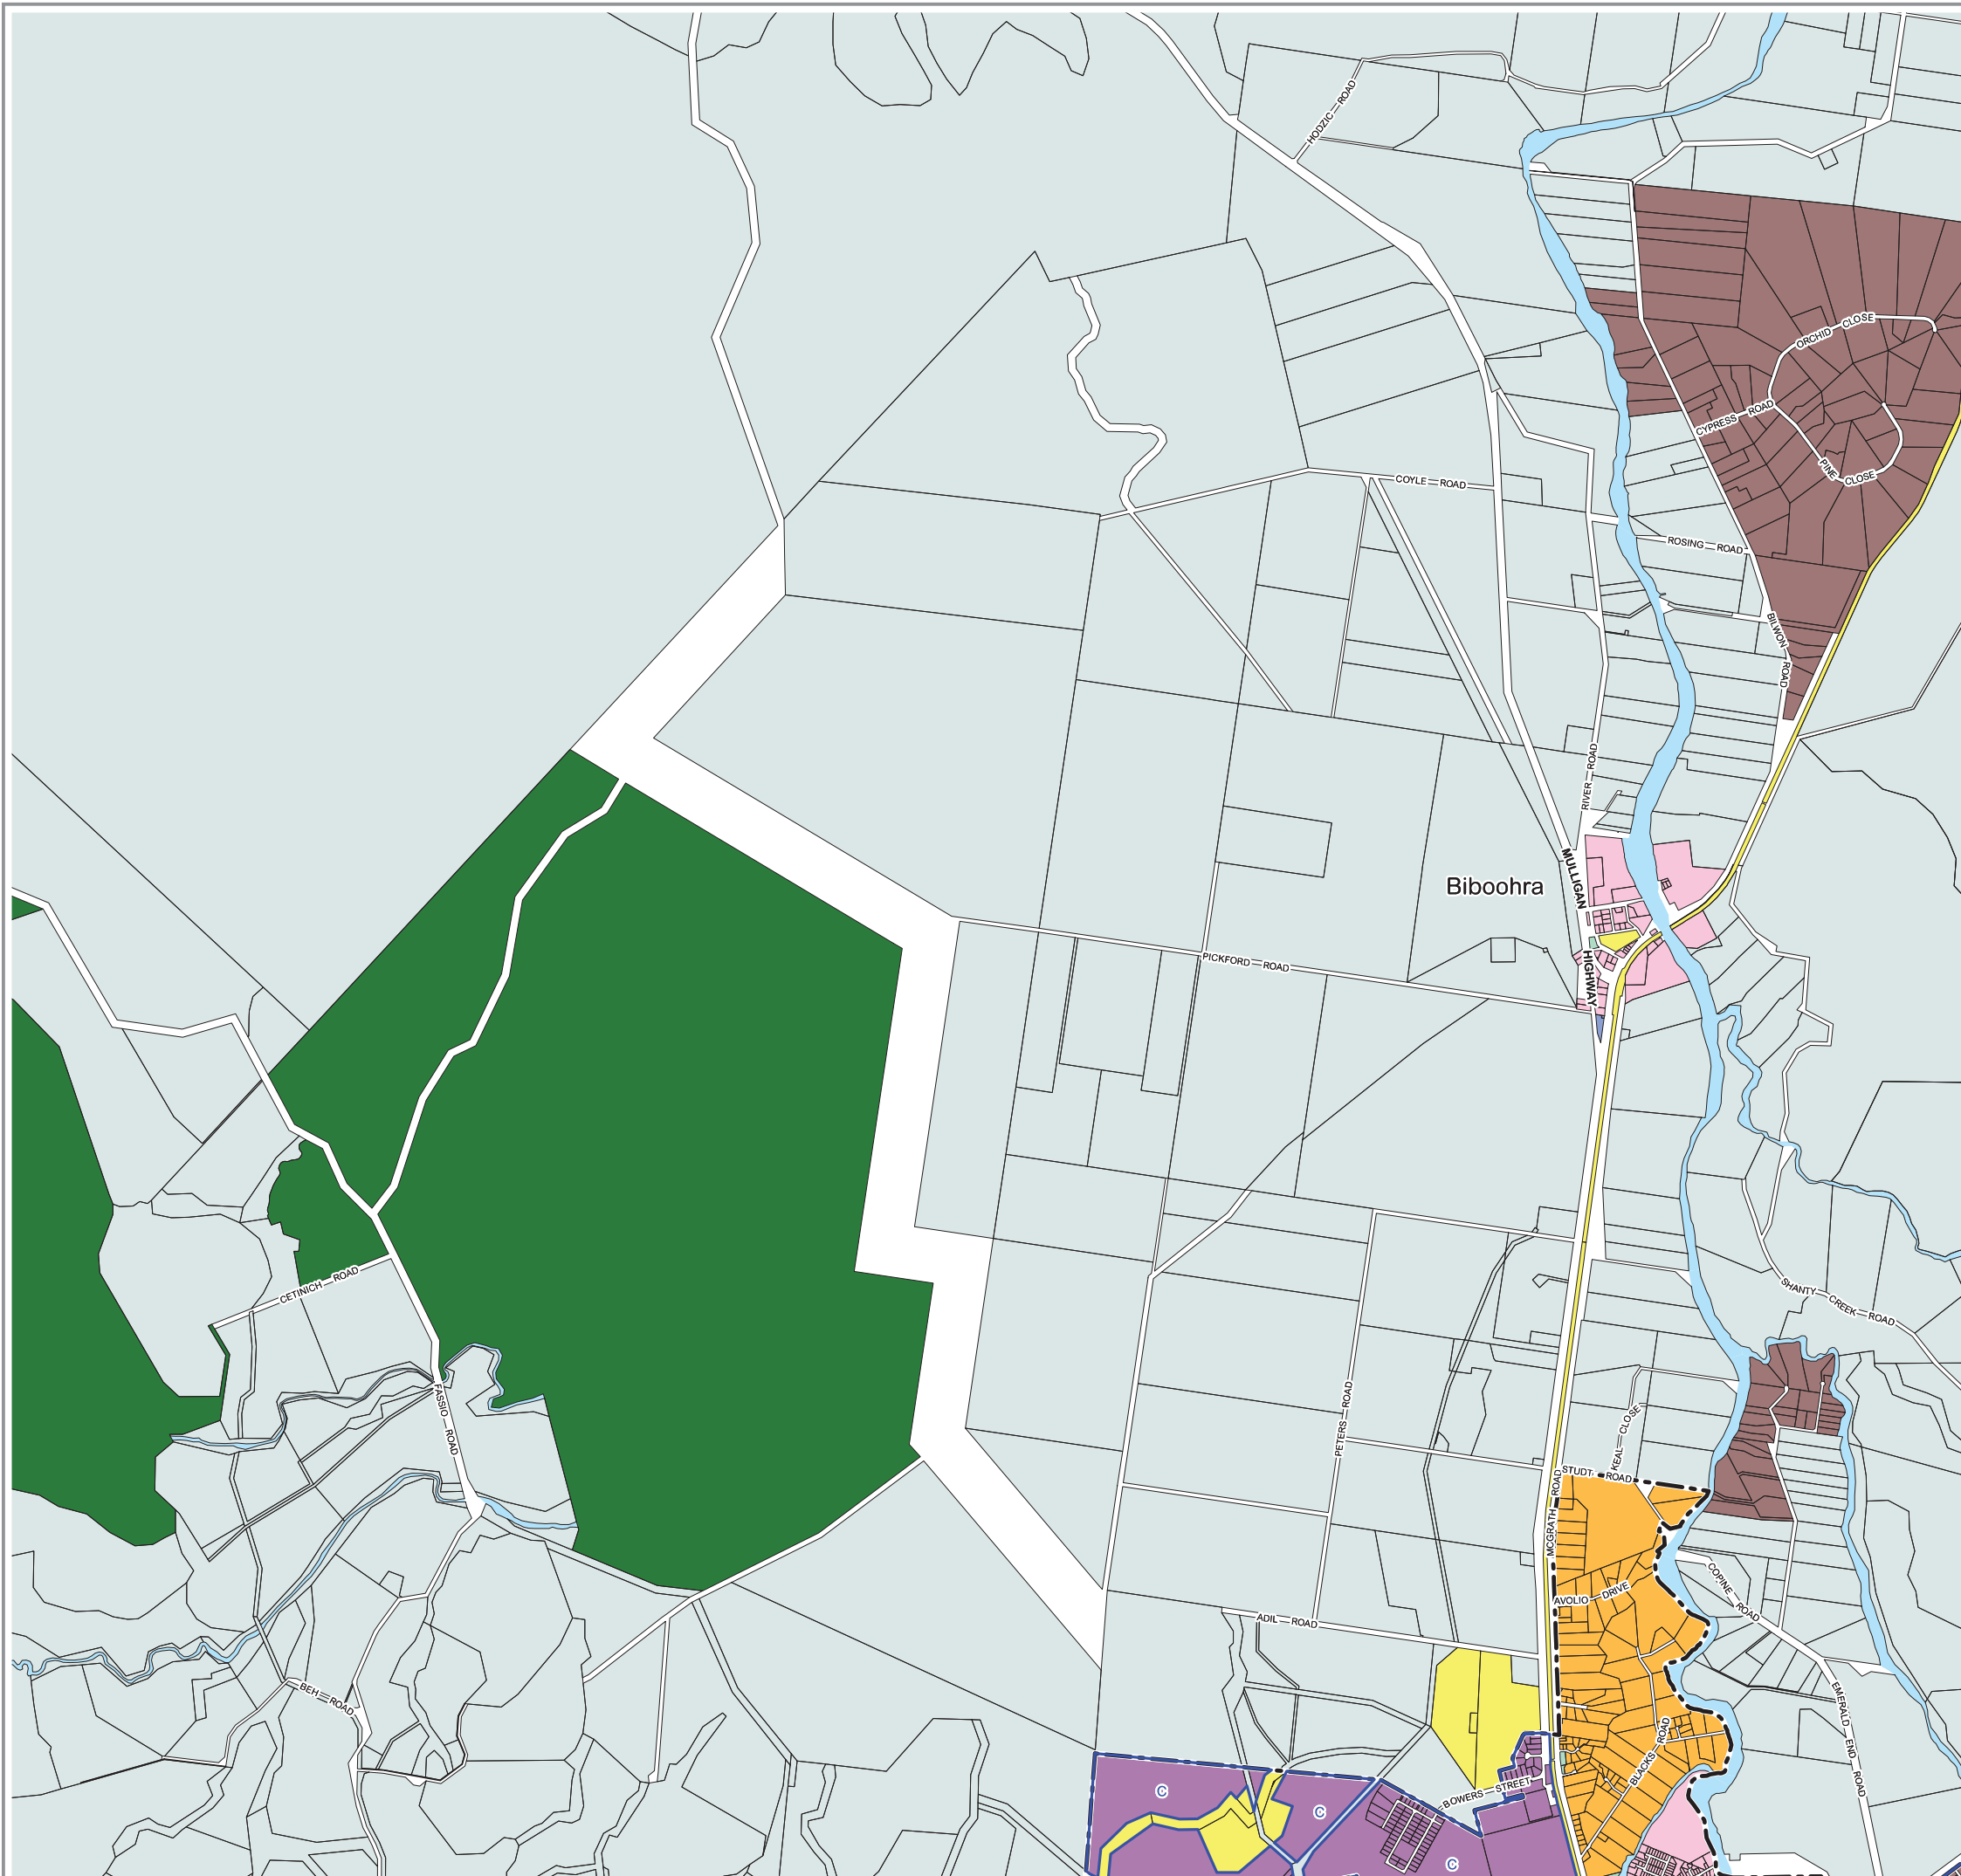 HODZIC ROAD
ORCHID CLOSE
CYPRESS ROAD
PINE CLOSE
COYLE ROAD
ROSING ROAD
BILWON ROAD
RIVER ROAD
MULLIGAN HIGHWAY
Biboohra
PICKFORD ROAD
CETINICH ROAD
SHANTY CREEK ROAD
FASSIO ROAD
PETERS ROAD
KEAL CLOSE
STUDT ROAD
MCGRATH ROAD
AVOLIO DRIVE
COPINE ROAD
ADIL ROAD
BEH ROAD
EMERALD END ROAD
BLACKS ROAD
BOWERS STREET
C
C
C